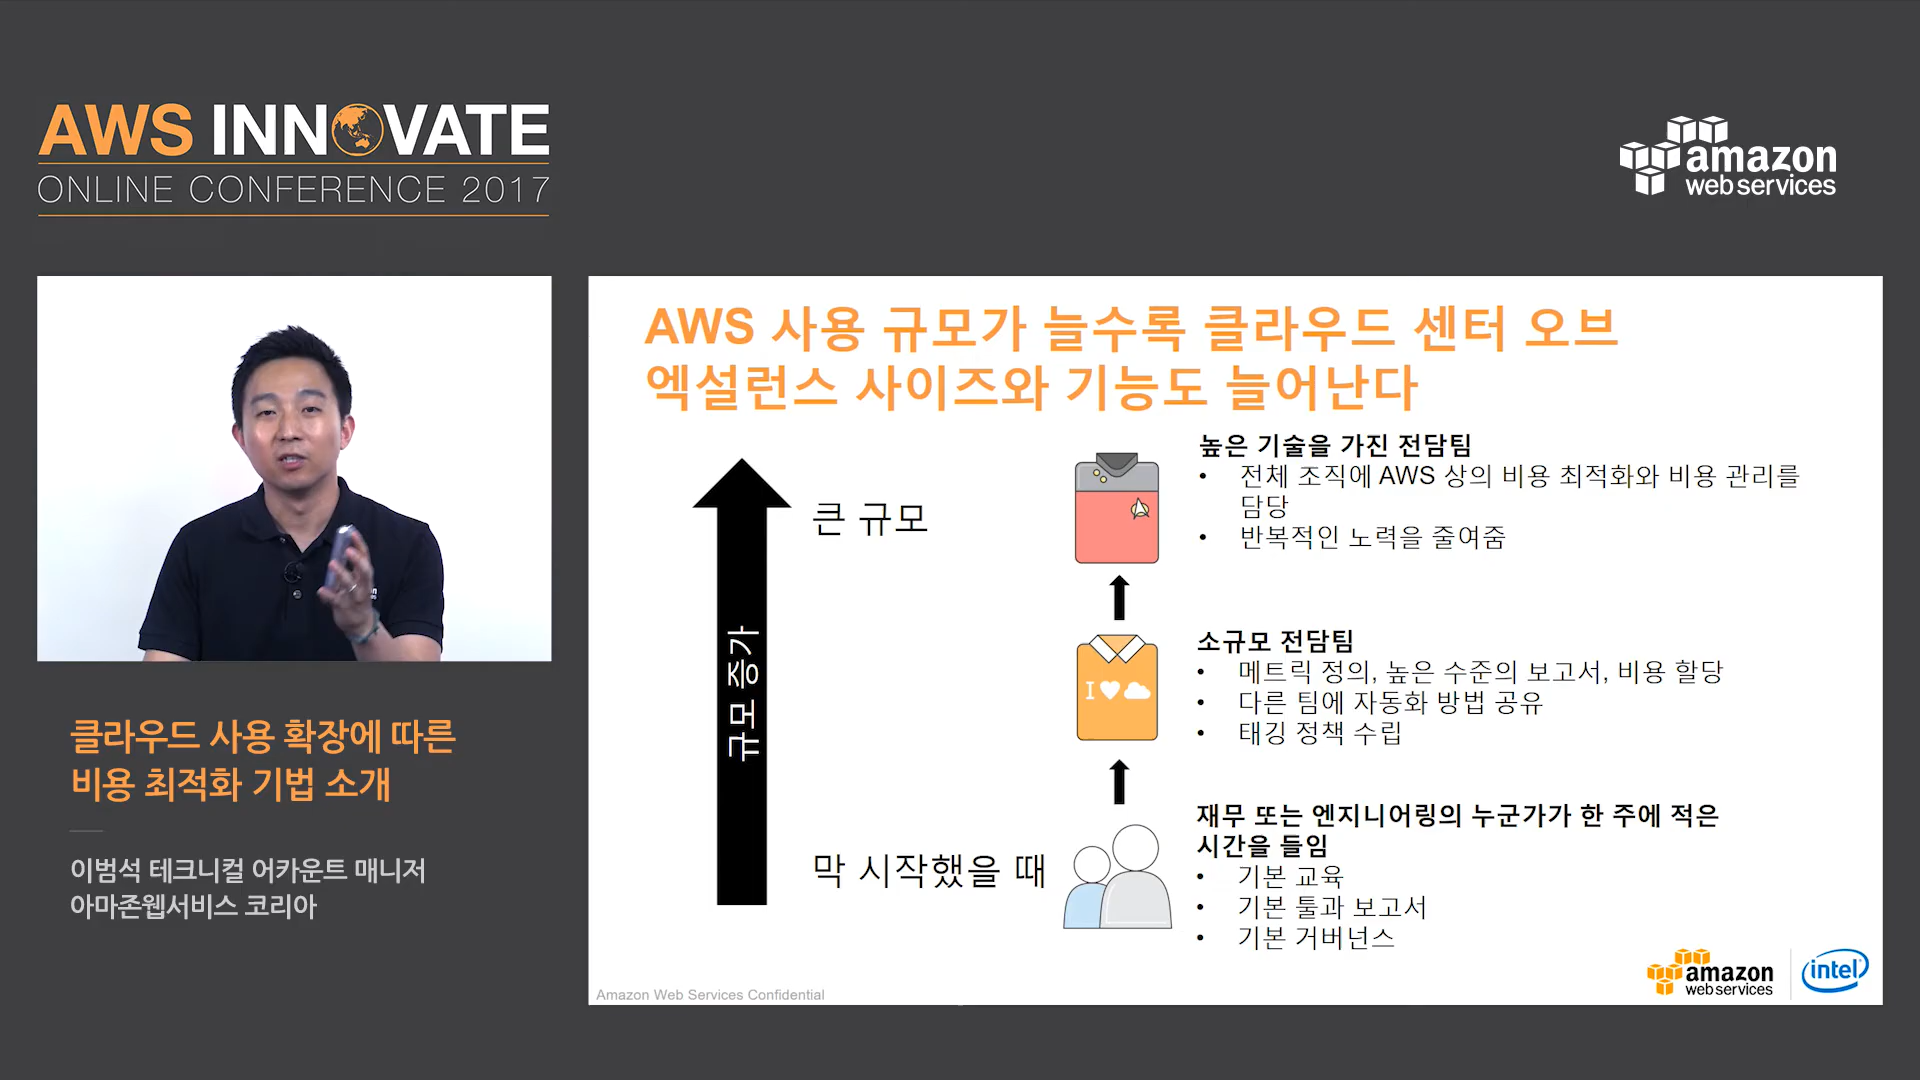 AWS INNOVATE
ONLINE CONFERENCE 2017
amazon
web services
AWS 사용 규모가 늘수록 클라우드 센터 오브
엑설런스 사이즈와 기능도 늘어난다
높은 기술을 가진 전담팀
• 전체 조직에 AWS 상의 비용 최적화와 비용 관리를
담당
• 반복적인 노력을 줄여줌
큰 규모
규모 증가
소규모 전담팀
• 메트릭 정의, 높은 수준의 보고서, 비용 할당
• 다른 팀에 자동화 방법 공유
• 태깅 정책 수립
I
막 시작했을 때
재무 또는 엔지니어링의 누군가가 한 주에 적은
시간을 들임
• 기본 교육
• 기본 툴과 보고서
• 기본 거버넌스
Amazon Web Services Confidential
amazon
web services
intel
클라우드 사용 확장에 따른
비용 최적화 기법 소개
이범석 테크니컬 어카운트 매니저
아마존웹서비스 코리아